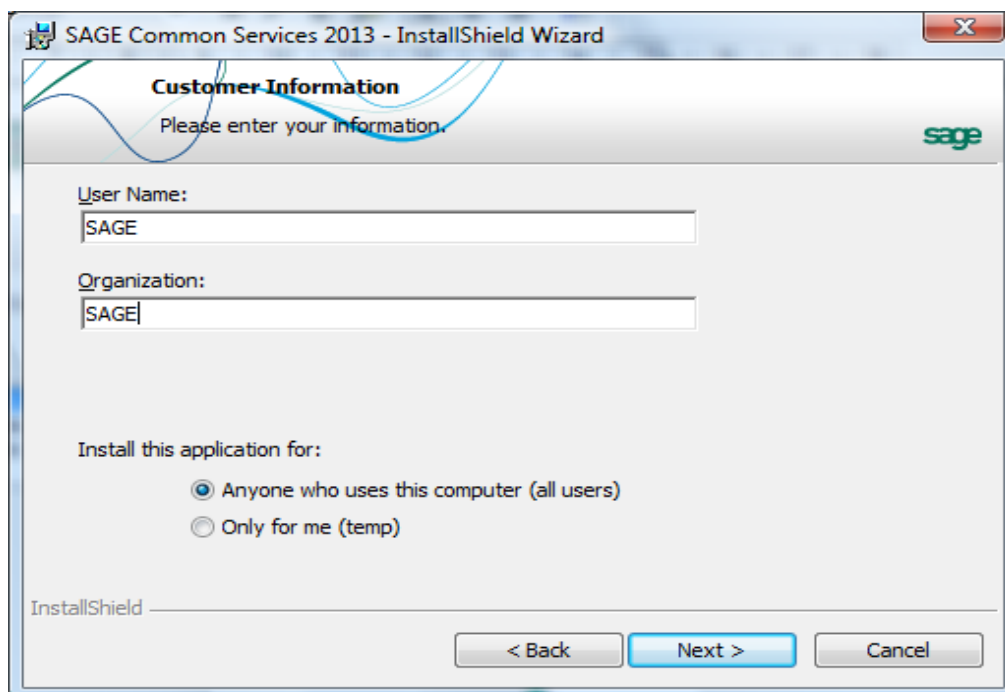 SAGE Common Services 2013 - InstallShield Wizard
X
Customer Information
Please enter your information.
sage
User Name:
SAGE
Organization:
SAGE
Install this application for:
Anyone who uses this computer (all users)
Only for me (temp)
InstallShield
< Back Next > Cancel